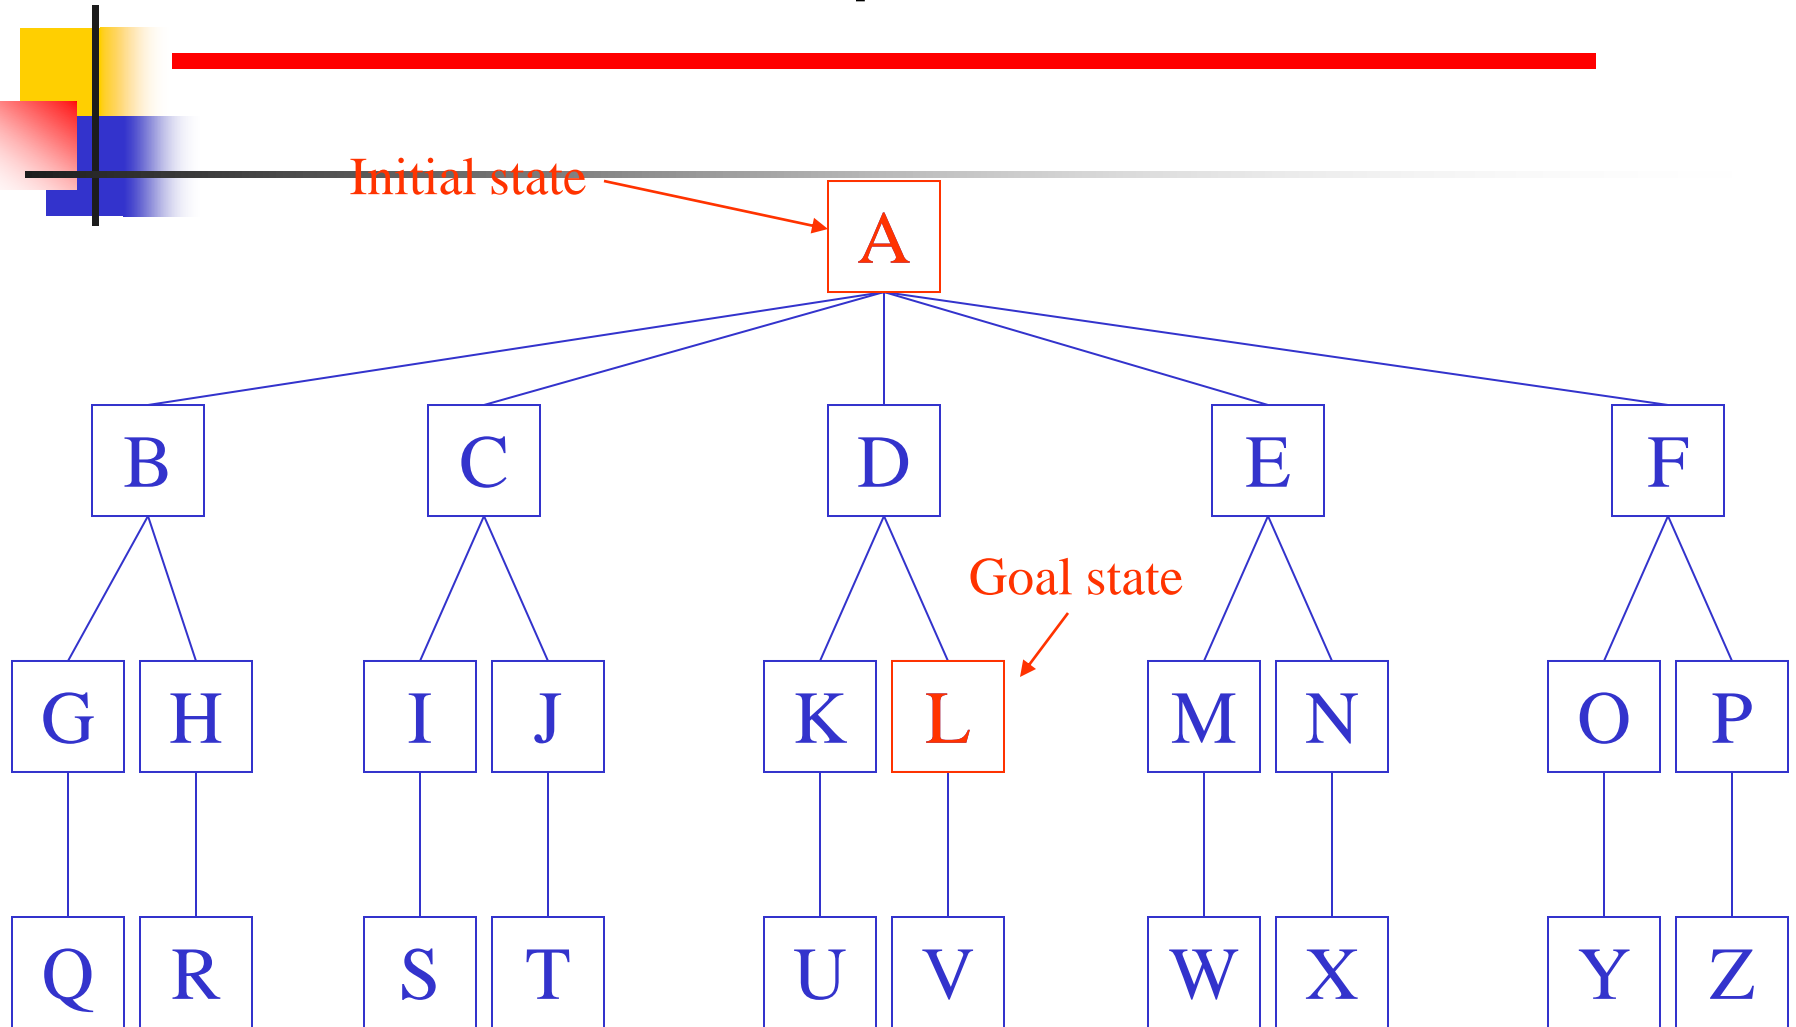 Initial state
A
B C D E F
Goal state
G H I J K L M N O P
Q R S T U V W X Y Z